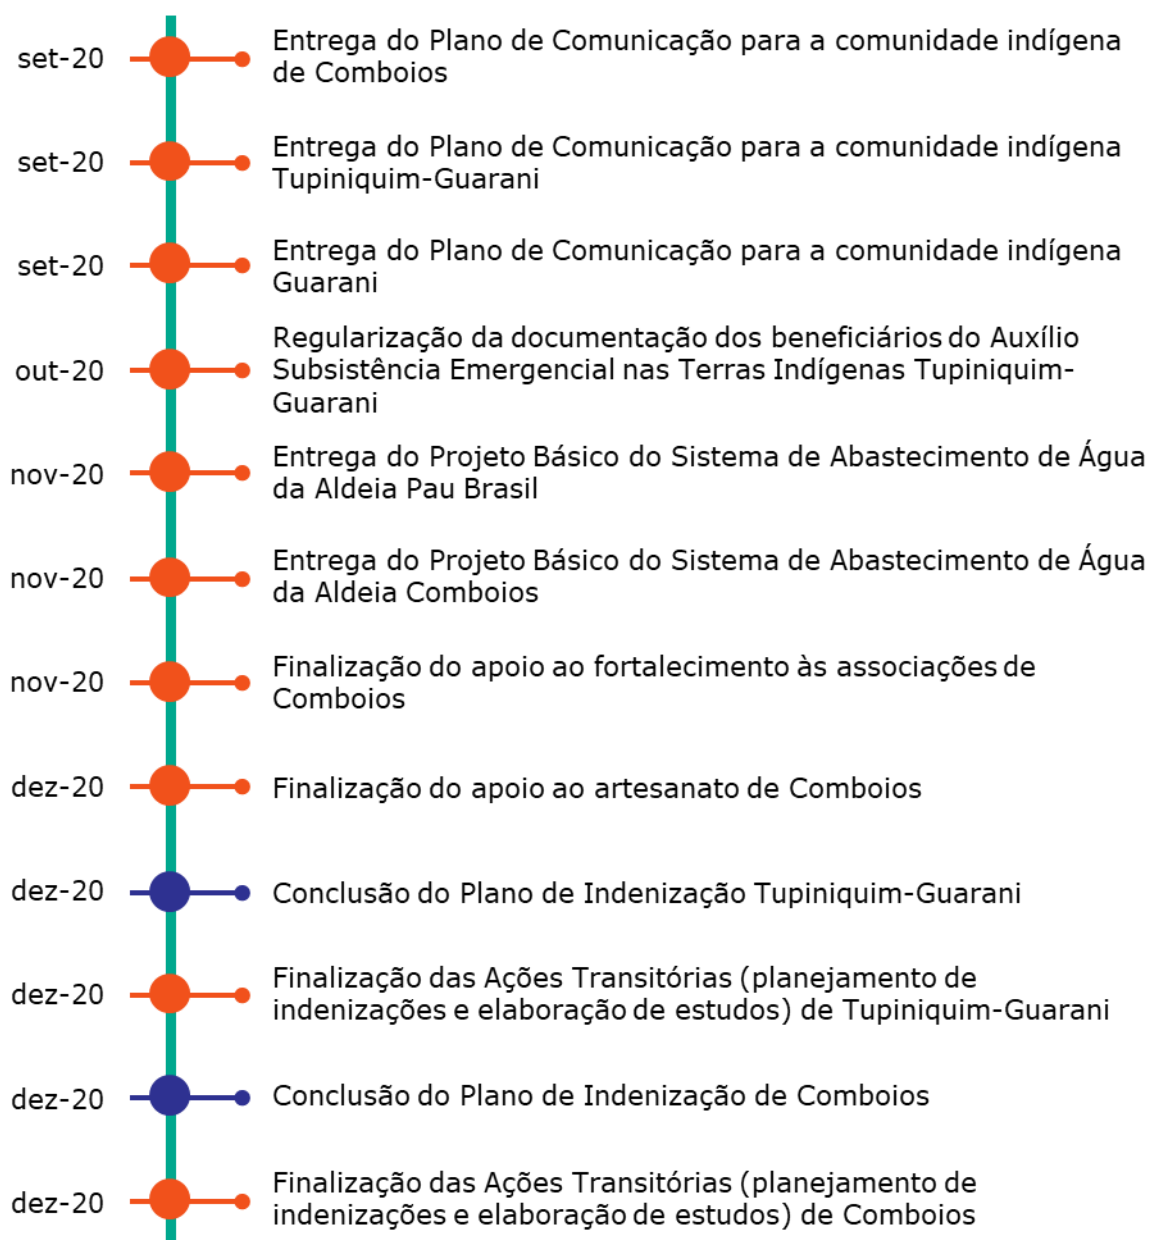 set-20
Entrega do Plano de Comunicação para a comunidade indígena
de Comboios
set-20
Entrega do Plano de Comunicação para a comunidade indígena
Tupiniquim-Guarani
set-20
Entrega do Plano de Comunicação para a comunidade indígena
Guarani
out-20
Regularização da documentação dos beneficiários do Auxílio
Subsistência Emergencial nas Terras Indígenas Tupiniquim-
Guarani
nov-20
Entrega do Projeto Básico do Sistema de Abastecimento de Água
da Aldeia Pau Brasil
nov-20
Entrega do Projeto Básico do Sistema de Abastecimento de Água
da Aldeia Comboios
nov-20
Finalização do apoio ao fortalecimento às associações de
Comboios
dez-20
Finalização do apoio ao artesanato de Comboios
dez-20
Conclusão do Plano de Indenização Tupiniquim-Guarani
dez-20
Finalização das Ações Transitórias (planejamento de
indenizações e elaboração de estudos) de Tupiniquim-Guarani
dez-20
Conclusão do Plano de Indenização de Comboios
dez-20
Finalização das Ações Transitórias (planejamento de
indenizações e elaboração de estudos) de Comboios